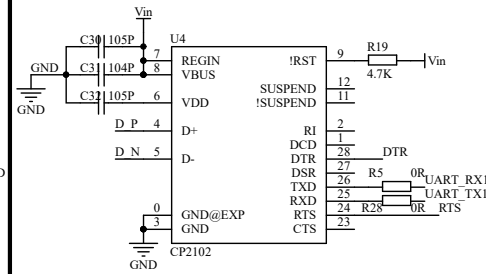 Vin
C30 105P U4
7 REGIN !RST 9 R19 Vin
GND C31 104P 8 VBUS 4.7K
SUSPEND 12
C32 105P 6 VDD !SUSPEND 11
GND
D_P 4 D+ RI 2
DCD 1
DTR 28 DTR
D_N 5 D- DSR 27
TXD 26 R5 0R UART_RX1
RXD 25 UART_TX1
0 GND@EXP RTS 24 R28 0R RTS
3 GND CTS 23
CP2102
GND
D